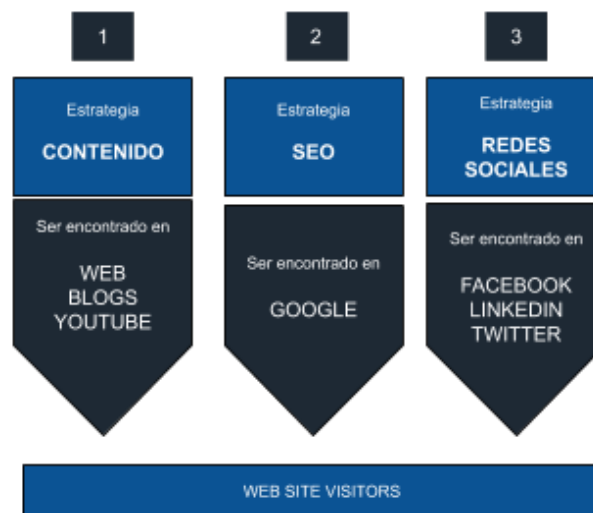 1
Estrategia
CONTENIDO
Ser encontrado en
WEB
BLOGS
YOUTUBE
2
Estrategia
SEO
Ser encontrado en
GOOGLE
3
Estrategia
REDES
SOCIALES
Ser encontrado en
FACEBOOK
LINKEDIN
TWITTER
WEB SITE VISITORS